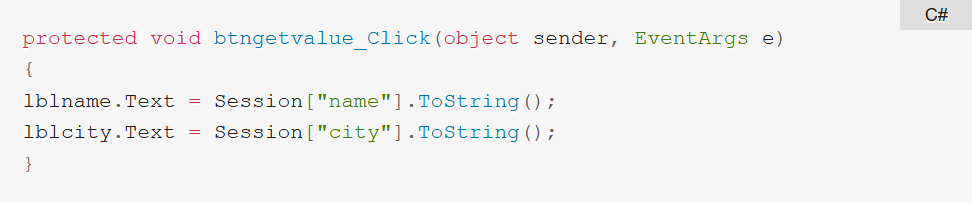 C#
protected void btngetvalue_Click(object sender, EventArgs e)
{
lblname.Text = Session["name"].ToString();
lblcity.Text = Session["city"].ToString();
}